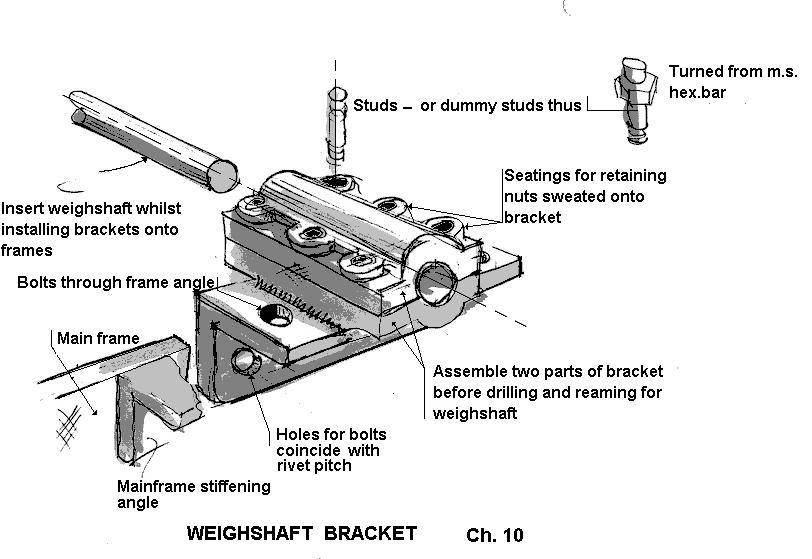 Turned from m.s.
hex.bar
Studs – or dummy studs thus
Seatings for retaining
nuts sweated onto
bracket
Insert weighshaft whilst
installing brackets onto
frames
Bolts through frame angle
Main frame
Assemble two parts of bracket
before drilling and reaming for
weighshaft
Holes for bolts
coincide with
rivet pitch
Mainframe stiffening
angle
WEIGHSHAFT BRACKET Ch. 10